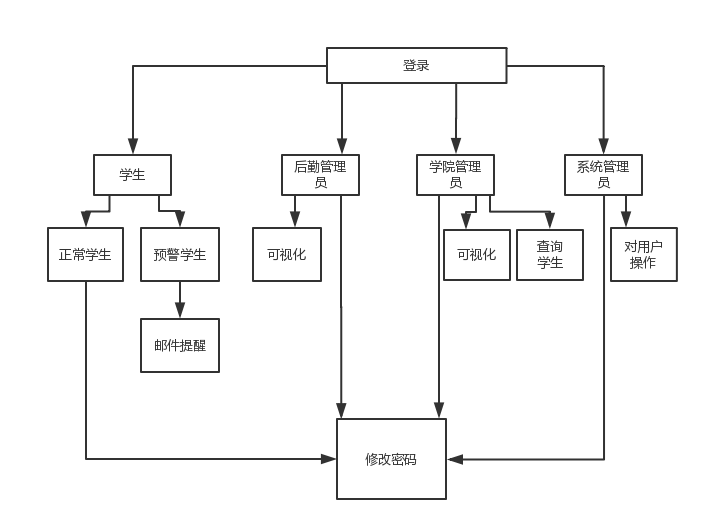 登录
学生
后勤管理
员
学院管理
员
系统管理
员
正常学生
预警学生
可视化
可视化
查询
学生
对用户
操作
邮件提醒
修改密码